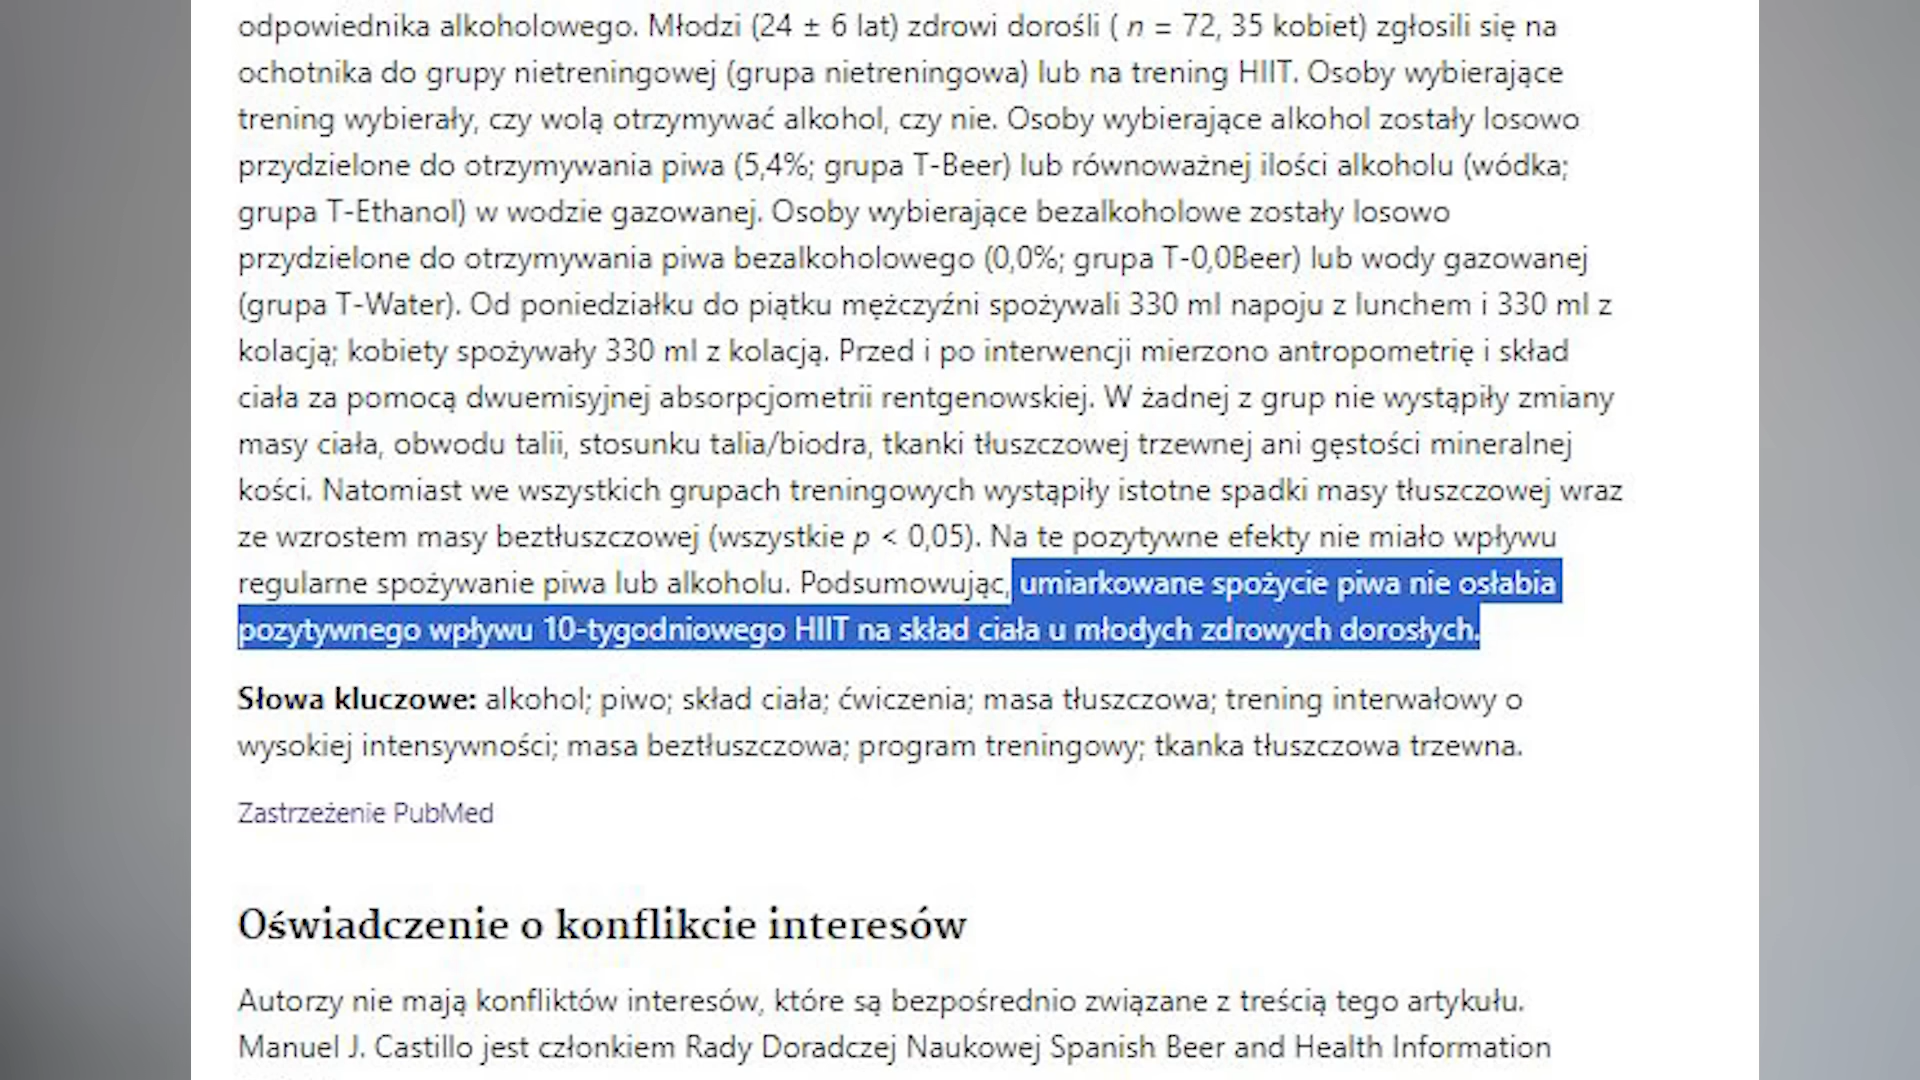 odpowiednika alkoholowego. Młodzi (24 ± 6 lat) zdrowi dorośli ( n = 72, 35 kobiet) zgłosili się na
ochotnika do grupy nietreningowej (grupa nietreningowa) lub na trening HIIT. Osoby wybierające
trening wybierały, czy wolą otrzymywać alkohol, czy nie. Osoby wybierające alkohol zostały losowo
przydzielone do otrzymywania piwa (5,4%; grupa T-Beer) lub równoważnej ilości alkoholu (wódka;
grupa T-Ethanol) w wodzie gazowanej. Osoby wybierające bezalkoholowe zostały losowo
przydzielone do otrzymywania piwa bezalkoholowego (0,0%; grupa T-0,0Beer) lub wody gazowanej
(grupa T-Water). Od poniedziałku do piątku mężczyźni spożywali 330 ml napoju z lunchem i 330 ml z
kolacją; kobiety spożywały 330 ml z kolacją. Przed i po interwencji mierzono antropometrię i skład
ciała za pomocą dwuemisyjnej absorpcjometrii rentgenowskiej. W żadnej z grup nie wystąpiły zmiany
masy ciała, obwodu talii, stosunku talia/biodra, tkanki tłuszczowej trzewnej ani gęstości mineralnej
kości. Natomiast we wszystkich grupach treningowych wystąpiły istotne spadki masy tłuszczowej wraz
ze wzrostem masy beztłuszczowej (wszystkie p < 0,05). Na te pozytywne efekty nie miało wpływu
regularne spożywanie piwa lub alkoholu. Podsumowując, umiarkowane spożycie piwa nie osłabia
pozytywnego wpływu 10-tygodniowego HIIT na skład ciała u młodych zdrowych dorosłych.
Słowa kluczowe: alkohol; piwo; skład ciała; ćwiczenia; masa tłuszczowa; trening interwałowy o
wysokiej intensywności; masa beztłuszczowa; program treningowy; tkanka tłuszczowa trzewna.
Zastrzeżenie PubMed
Oświadczenie o konflikcie interesów
Autorzy nie mają konfliktów interesów, które są bezpośrednio związane z treścią tego artykułu.
Manuel J. Castillo jest członkiem Rady Doradczej Naukowej Spanish Beer and Health Information